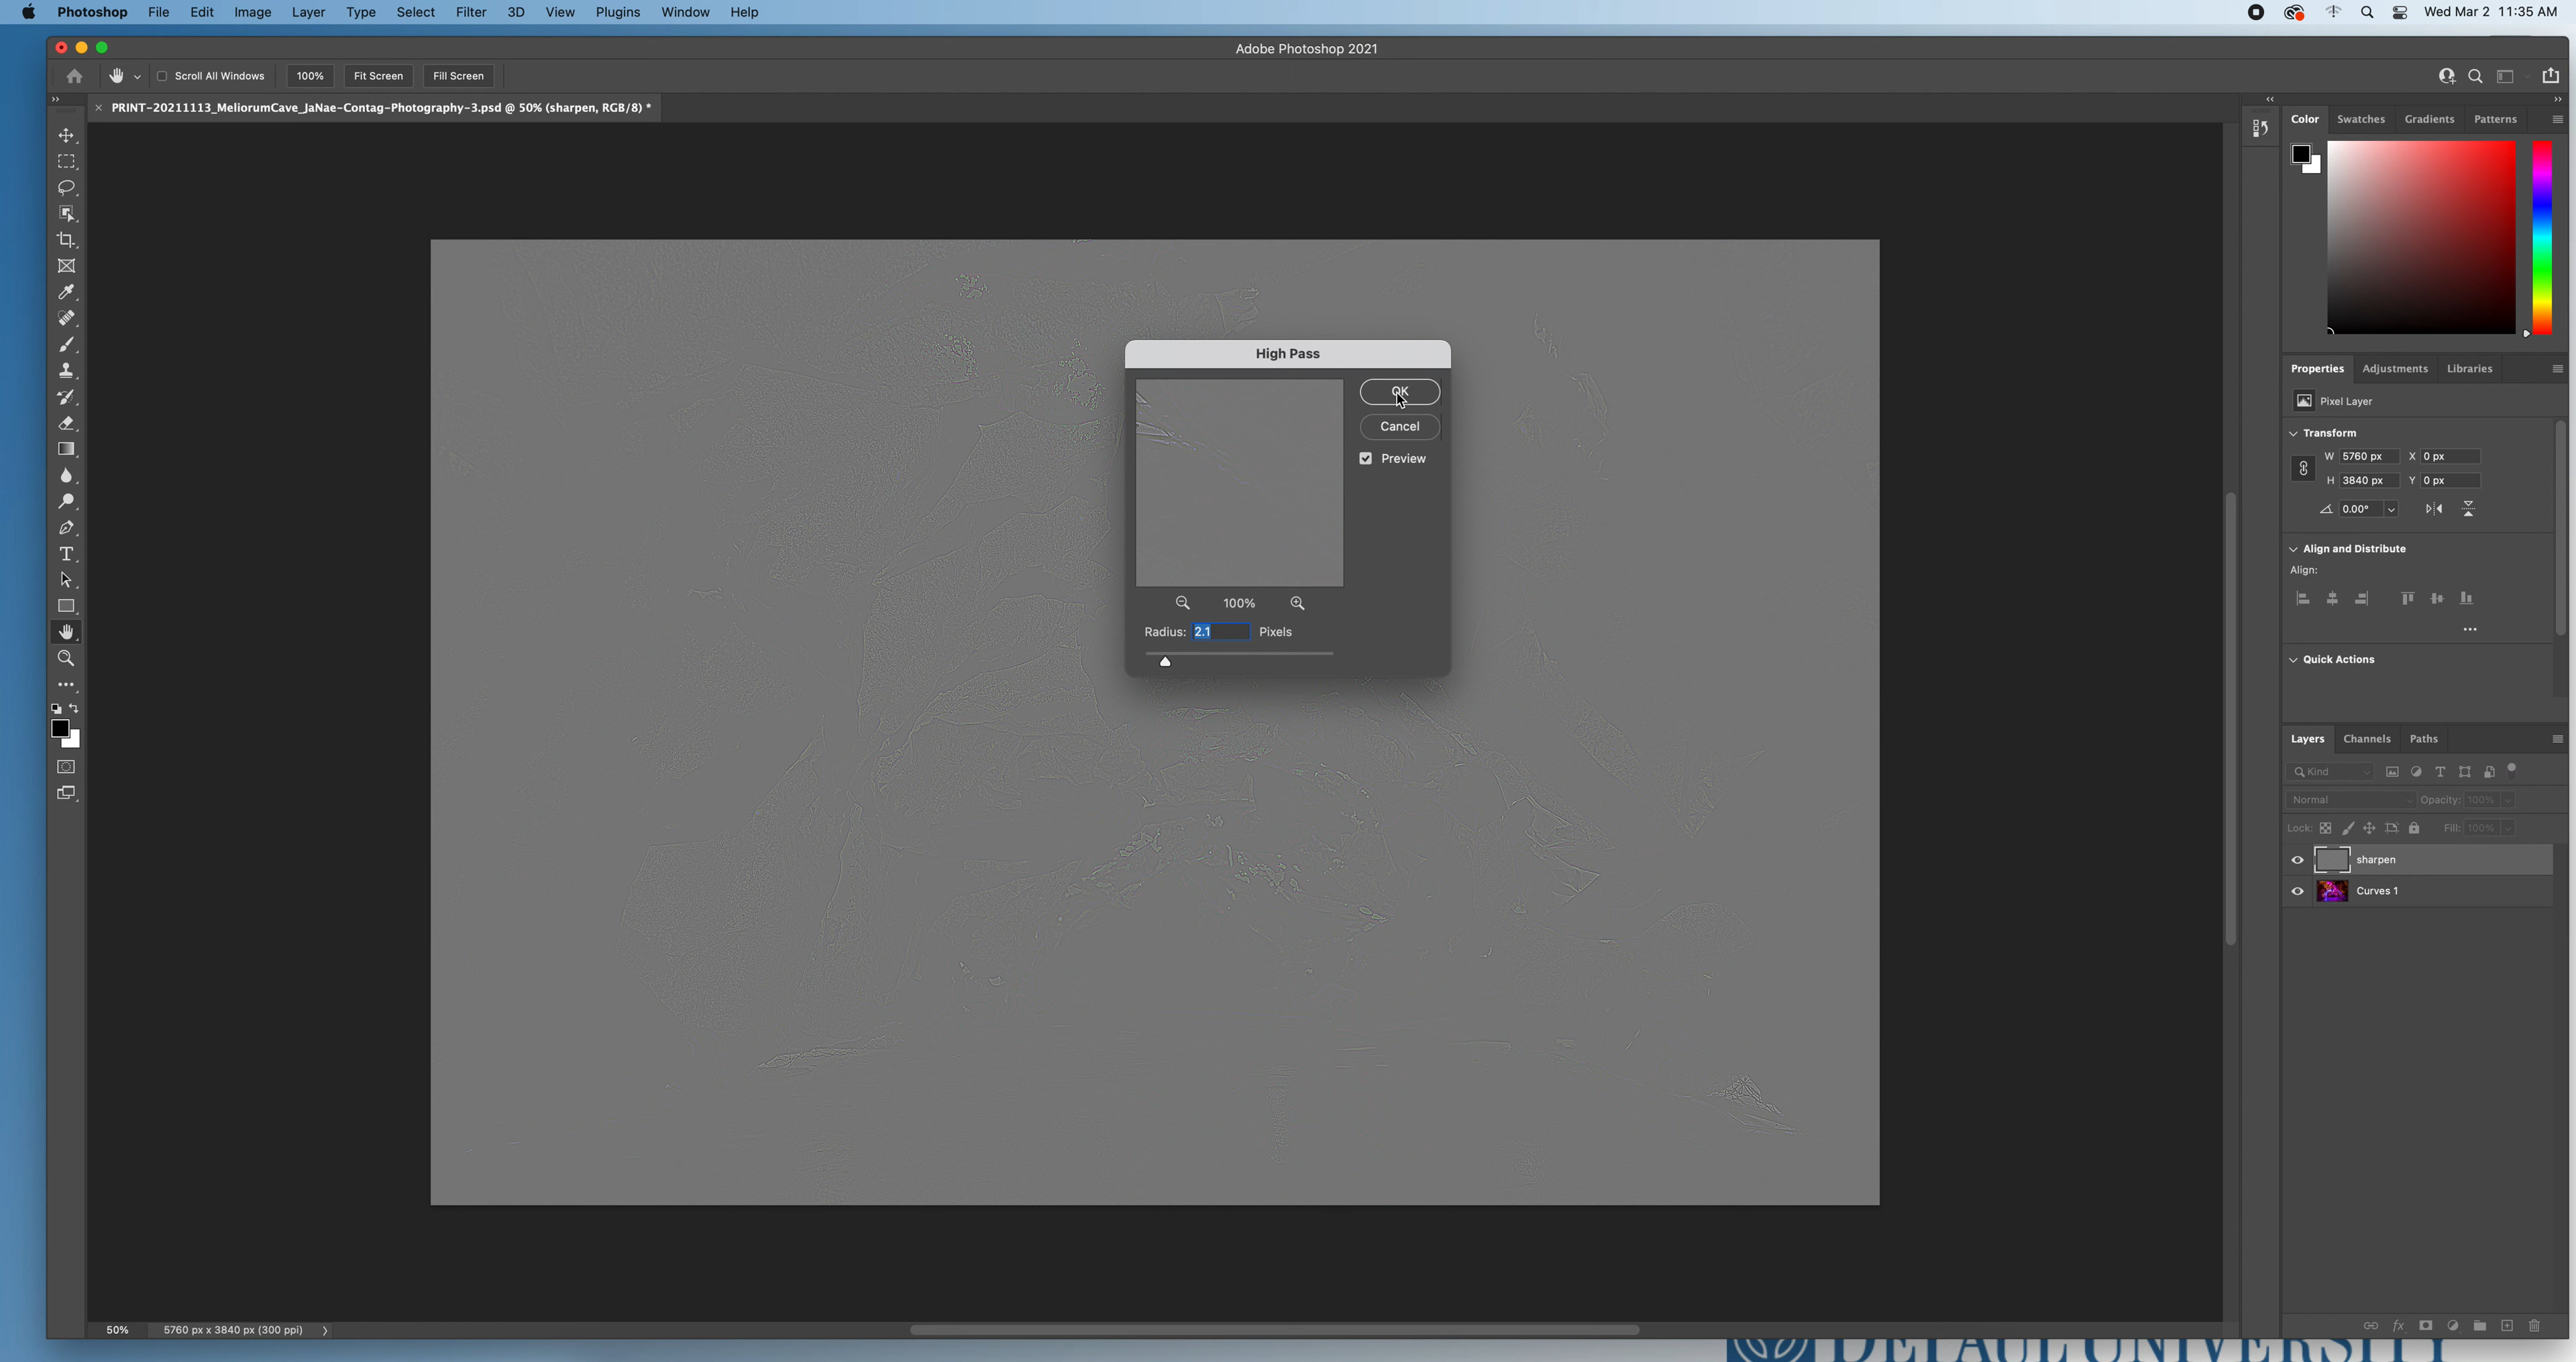 Photoshop File Edit Image Layer Type Select Filter 3D View Plugins Window Help Wed Mar 2 11:35 AM
Adobe Photoshop 2021
Scroll All Windows 100% Fit Screen Fill Screen
PRINT-20211113_MeliorumCave_JaNae-Contag-Photography-3.psd @ 50% (sharpen, RGB/8) *
Color Swatches Gradients Patterns
High Pass
OK
Cancel
Preview
100%
Radius: 2.1 Pixels
Properties Adjustments Libraries
Pixel Layer
Transform
W 5760 px X 0 px
H 3840 px Y 0 px
0.00°
Align and Distribute
Align:
Quick Actions
Layers Channels Paths
Kind
Normal Opacity: 100%
Lock: Fill: 100%
sharpen
Curves 1
50% 5760 px x 3840 px (300 ppi)
DEPAUL UNIVERSITY